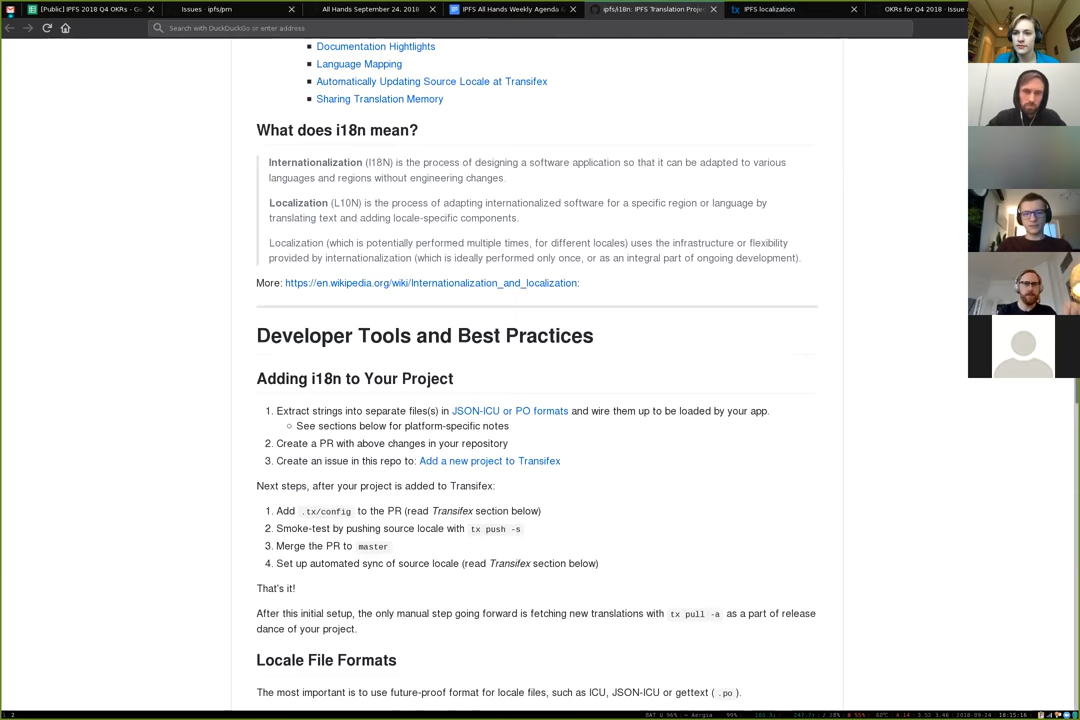 [Public] IPFS 2018 Q4 OKRs - Go
Issues · ipfs/pm
All Hands September 24, 2018
IPFS All Hands Weekly Agenda &
ipfs/i18n: IPFS Translation Proje
IPFS localization
OKRs for Q4 2018 · Issue
Search with DuckDuckGo or enter address
Documentation Hightlights
Language Mapping
Automatically Updating Source Locale at Transifex
Sharing Translation Memory
What does i18n mean?
Internationalization (I18N) is the process of designing a software application so that it can be adapted to various
languages and regions without engineering changes.
Localization (L10N) is the process of adapting internationalized software for a specific region or language by
translating text and adding locale-specific components.
Localization (which is potentially performed multiple times, for different locales) uses the infrastructure or flexibility
provided by internationalization (which is ideally performed only once, or as an integral part of ongoing development).
More: https://en.wikipedia.org/wiki/Internationalization_and_localization:
Developer Tools and Best Practices
Adding i18n to Your Project
1. Extract strings into separate files(s) in JSON-ICU or PO formats and wire them up to be loaded by your app.
See sections below for platform-specific notes
2. Create a PR with above changes in your repository
3. Create an issue in this repo to: Add a new project to Transifex
Next steps, after your project is added to Transifex:
1. Add .tx/config to the PR (read Transifex section below)
2. Smoke-test by pushing source locale with tx push -s
3. Merge the PR to master
4. Set up automated sync of source locale (read Transifex section below)
That's it!
After this initial setup, the only manual step going forward is fetching new translations with tx pull -a as a part of release
dance of your project.
Locale File Formats
The most important is to use future-proof format for locale files, such as ICU, JSON-ICU or gettext ( .po ).
2018-09-24 18:15:16